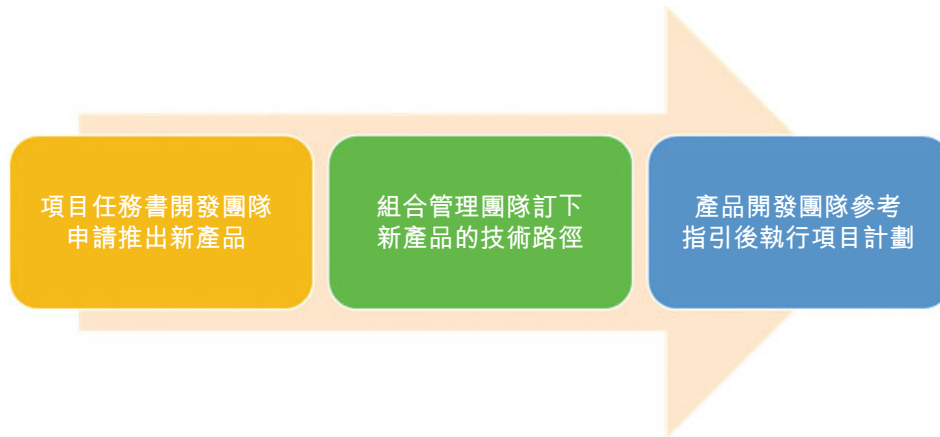 項目任務書開發團隊
申請推出新產品
組合管理團隊訂下
新產品的技術路徑
產品開發團隊參考
指引後執行項目計劃